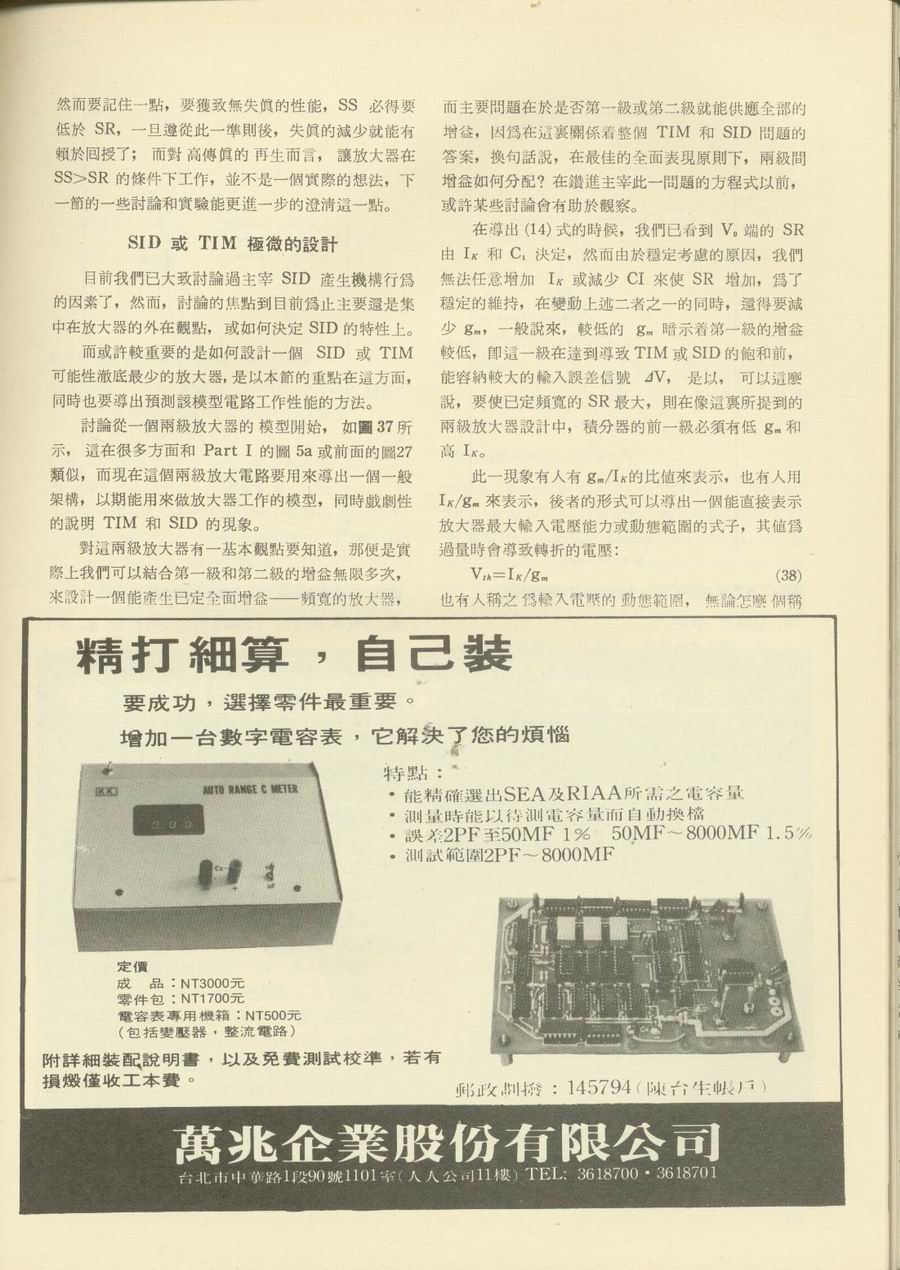 然而要記住一點，要獲致無失眞的性能，SS 必得要
低於 SR，一旦遵從此一準則後，失眞的減少就能有
賴於囘授了；而對高傳眞的再生而言，讓放大器在
SS>SR 的條件下工作，並不是一個實際的想法，下
一節的一些討論和實驗能更進一步的澄淸這一點。
SID 或 TIM 極微的設計
目前我們已大致討論過主宰 SID 產生機構行爲
的因素了，然而，討論的焦點到目前爲止主要還是集
中在放大器的外在觀點，或如何決定 SID 的特性上。
而或許較重要的是如何設計一個 SID 或 TIM
可能性澈底最少的放大器，是以本節的重點在這方面，
同時也要導出預測該模型電路工作性能的方法。
討論從一個兩級放大器的模型開始，如圖 37 所
示，這在很多方面和 Part I 的圖 5a 或前面的圖27
類似，而現在這個兩級放大電路要用來導出一個一般
架構，以期能用來做放大器工作的模型，同時戲劇性
的說明 TIM 和 SID 的現象。
對這兩級放大器有一基本觀點要知道，那便是實
際上我們可以結合第一級和第二級的增益無限多次，
來設計一個能產生已定全面增益——頻寬的放大器，
而主要問題在於是否第一級或第二級就能供應全部的
增益，因爲在這裏關係着整個 TIM 和 SID 問題的
答案，換句話說，在最佳的全面表現原則下，兩級間
增益如何分配？在鑽進主宰此一問題的方程式以前，
或許某些討論會有助於觀察。
在導出 (14) 式的時候，我們已看到 V₀ 端的 SR
由 I_K 和 C₁ 決定，然而由於穩定考慮的原因，我們
無法任意增加 I_K 或減少 CI 來使 SR 增加，爲了
穩定的維持，在變動上述二者之一的同時，還得要減
少 g_m，一般說來，較低的 g_m 暗示着第一級的增益
較低，卽這一級在達到導致 TIM 或 SID 的飽和前，
能容納較大的輸入誤差信號 ΔV，是以，可以這麽
說，要使已定頻寬的 SR 最大，則在像這裏所提到的
兩級放大器設計中，積分器的前一級必須有低 g_m 和
高 I_K。
此一現象有人有 g_m/I_K 的比值來表示，也有人用
I_K/g_m 來表示，後者的形式可以導出一個能直接表示
放大器最大輸入電壓能力或動態範圍的式子，其値爲
過量時會導致轉折的電壓：
V_th=I_K/g_m (38)
也有人稱之爲輸入電壓的動態範圍，無論怎麽個稱
精打細算，自己裝
要成功，選擇零件最重要。
增加一台數字電容表，它解決了您的煩惱
KK AUTO RANGE C METER
特點：
• 能精確選出SEA及RIAA所需之電容量
• 測量時能以待測電容量而自動換檔
• 誤差2PF至50MF 1% 50MF～8000MF 1.5%
• 測試範圍2PF～8000MF
定價
成 品：NT3000元
零件包：NT1700元
電容表專用機箱：NT500元
(包括變壓器，整流電路)
附詳細裝配說明書，以及免費測試校準，若有
損燬僅收工本費。
郵政劃撥：145794(陳台生帳戶)
萬兆企業股份有限公司
台北市中華路1段90號1101室(人人公司11樓) TEL: 3618700・3618701